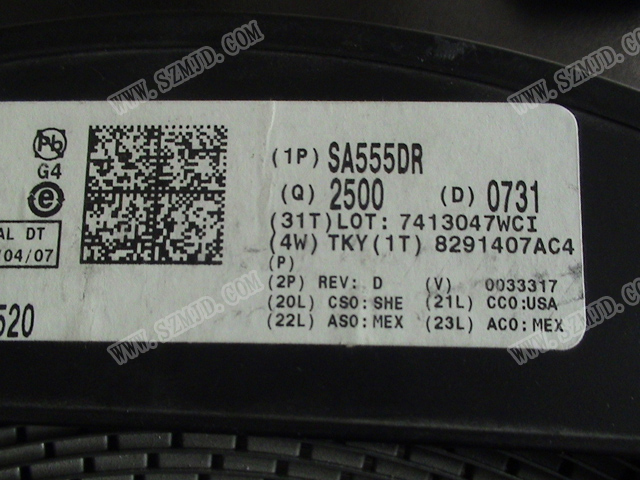 Pb
G4
e
AL DT
/04/07
520
(1P) SA555DR
(Q) 2500 (D) 0731
(31T)LOT: 7413047WCI
(4W) TKY(1T) 8291407AC4
(P)
(2P) REV: D (V) 0033317
(20L) CSO:SHE (21L) CCO:USA
(22L) ASO:MEX (23L) ACO:MEX
WWW.SZMJD.COM
WWW.SZMJD.COM
WWW.SZMJD.COM
WWW.SZMJD.COM